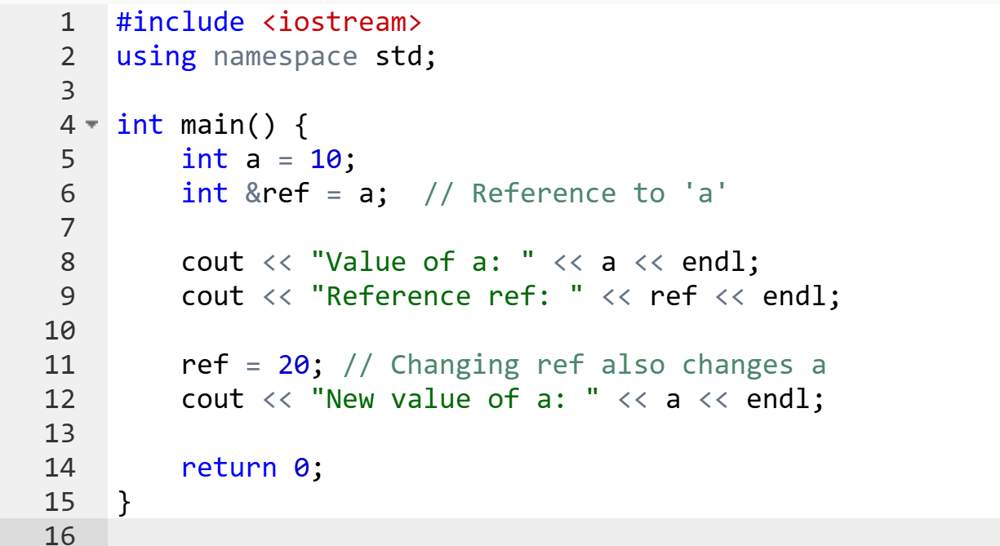 1 #include <iostream>
2 using namespace std;
3
4 int main() {
5     int a = 10;
6     int &ref = a;  // Reference to 'a'
7
8     cout << "Value of a: " << a << endl;
9     cout << "Reference ref: " << ref << endl;
10
11     ref = 20; // Changing ref also changes a
12     cout << "New value of a: " << a << endl;
13
14     return 0;
15 }
16